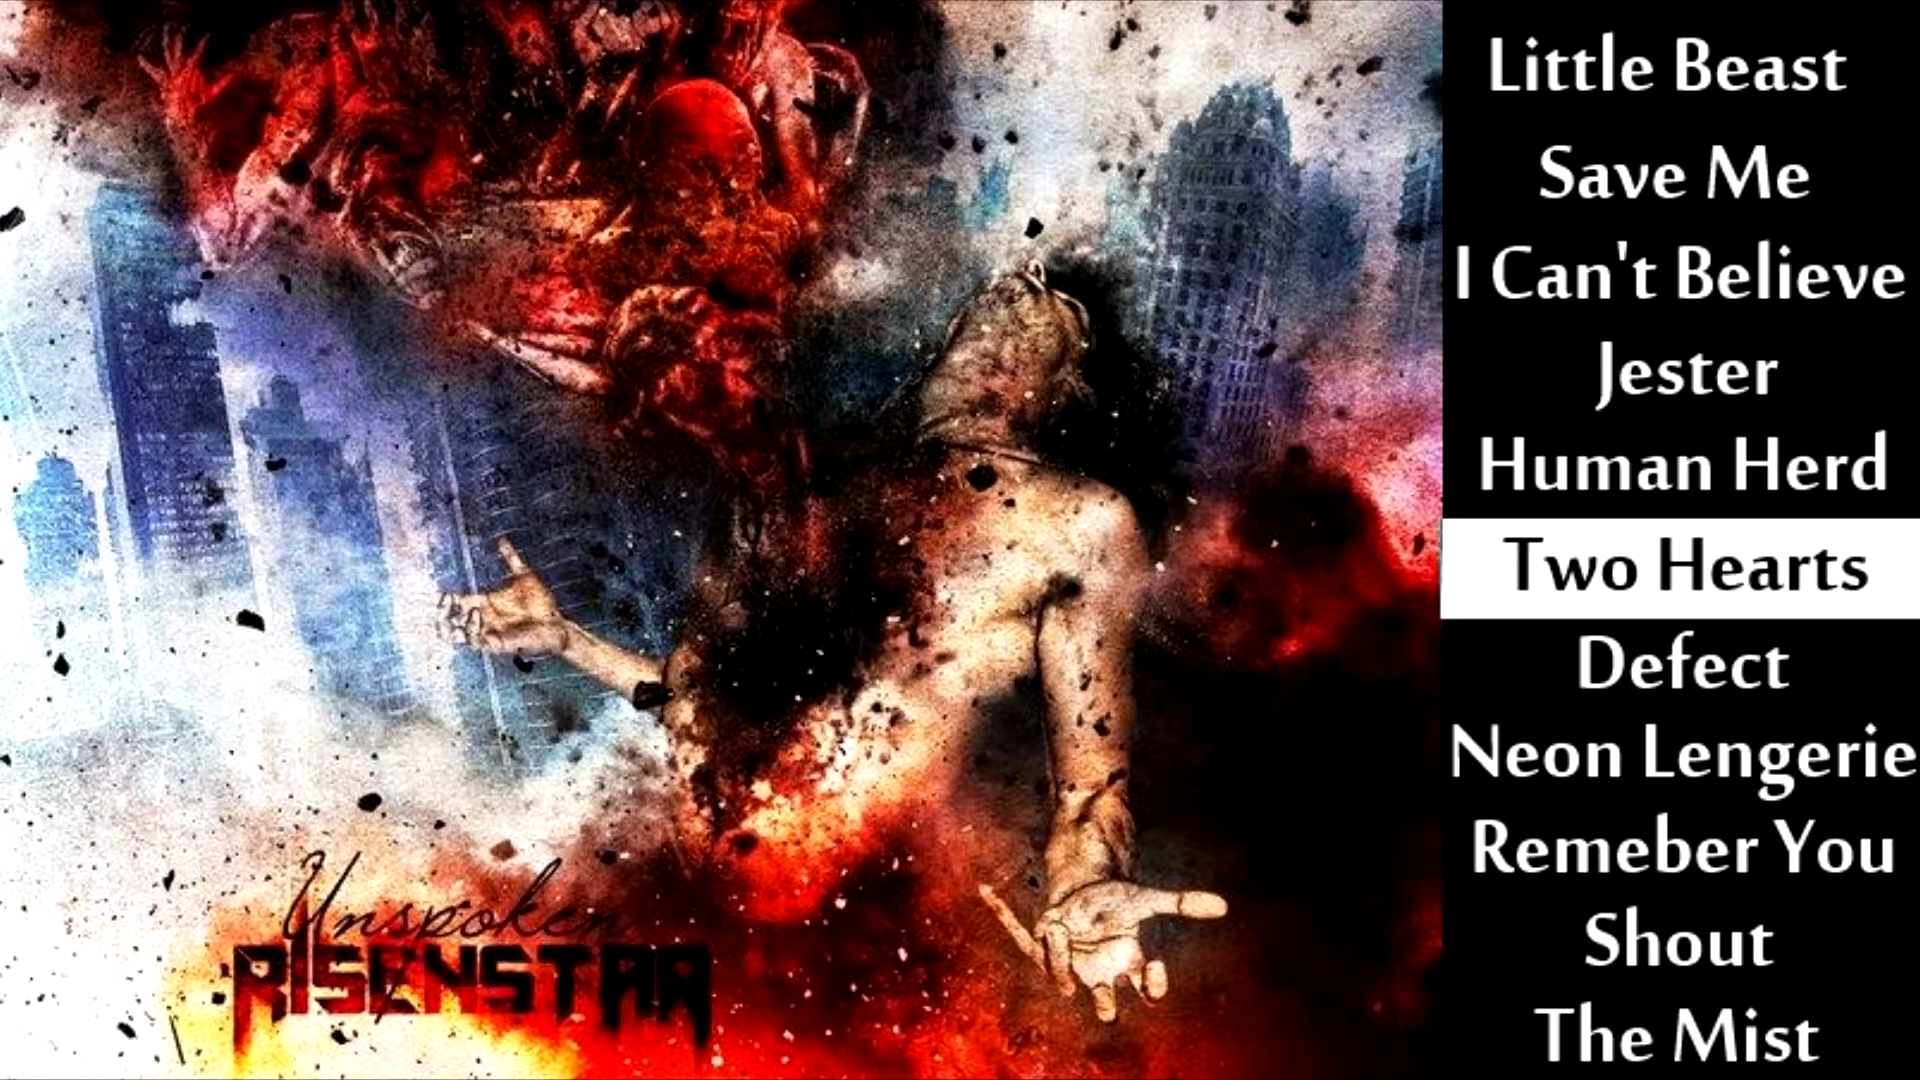 Little Beast
Save Me
I Can't Believe
Jester
Human Herd
Two Hearts
Defect
Neon Lengerie
Remeber You
Shout
The Mist
Unspoken
RISENSTAR